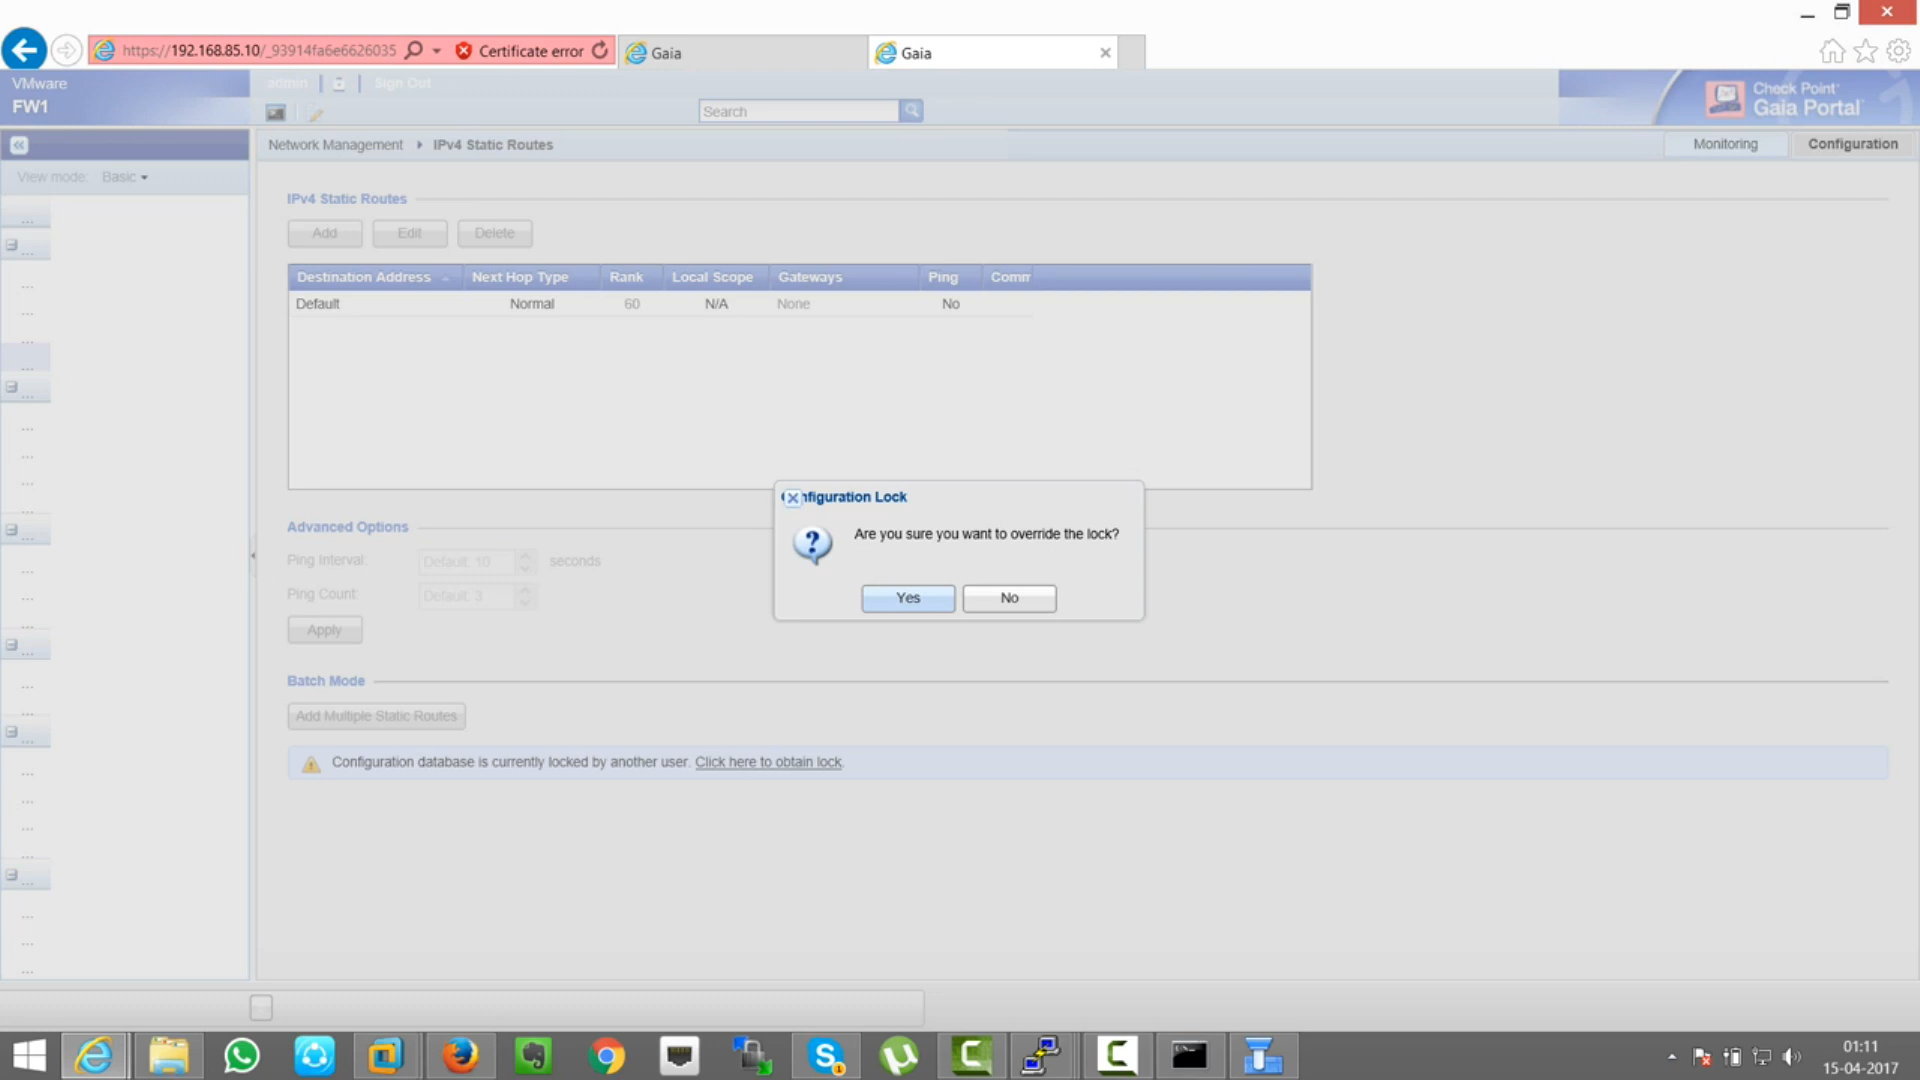 https://192.168.85.10/_93914fa6e6626035
Certificate error
Gaia
Gaia
VMware
FW1
admin
Sign Out
Search
Check Point
Gaia Portal
Network Management
IPv4 Static Routes
Monitoring
Configuration
View mode: Basic
IPv4 Static Routes
Add
Edit
Delete
Destination Address
Next Hop Type
Rank
Local Scope
Gateways
Ping
Comm
Default
Normal
60
N/A
None
No
Configuration Lock
Are you sure you want to override the lock?
Yes
No
Advanced Options
Ping Interval:
Default: 10
seconds
Ping Count:
Default: 3
Apply
Batch Mode
Add Multiple Static Routes
Configuration database is currently locked by another user. Click here to obtain lock.
01:11
15-04-2017